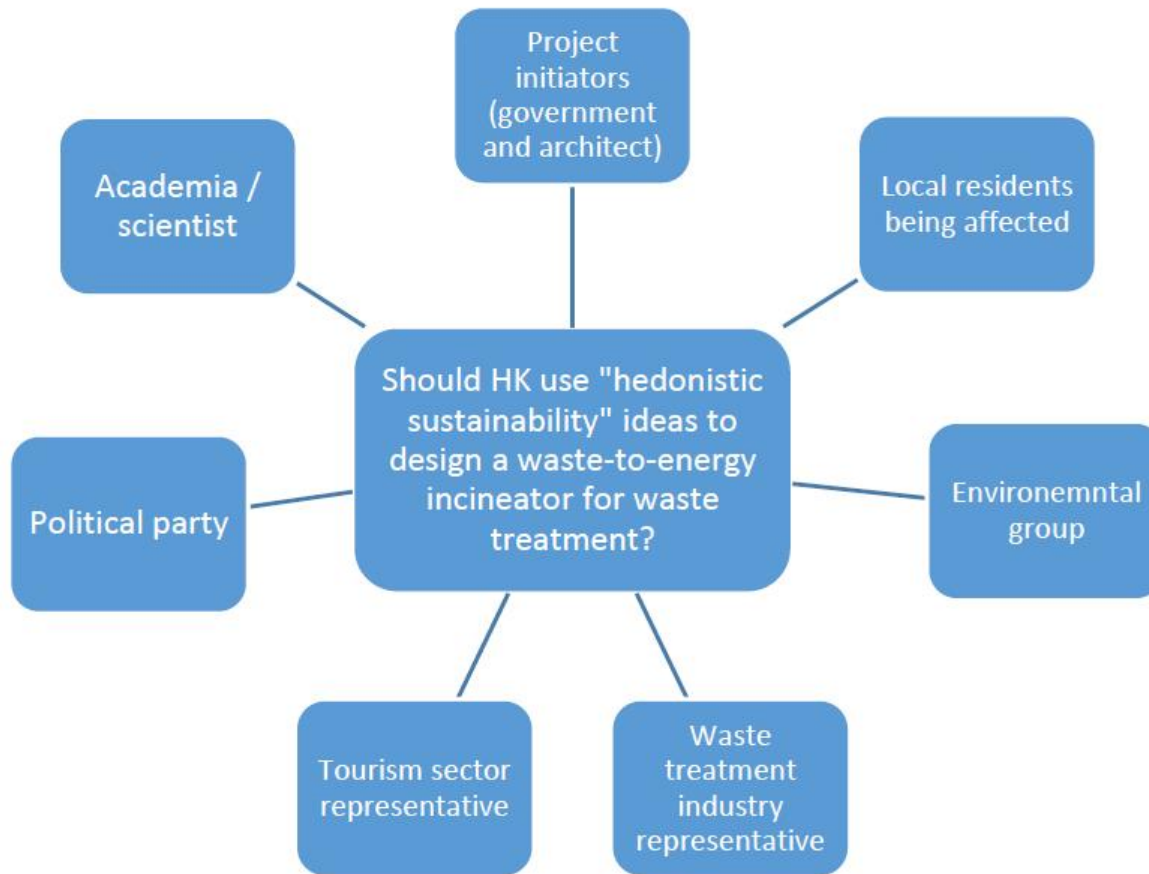 Project
initiators
(government
and architect)
Academia /
scientist
Local residents
being affected
Should HK use "hedonistic
sustainability" ideas to
design a waste-to-energy
incineator for waste
treatment?
Political party
Environemntal
group
Tourism sector
representative
Waste
treatment
industry
representative